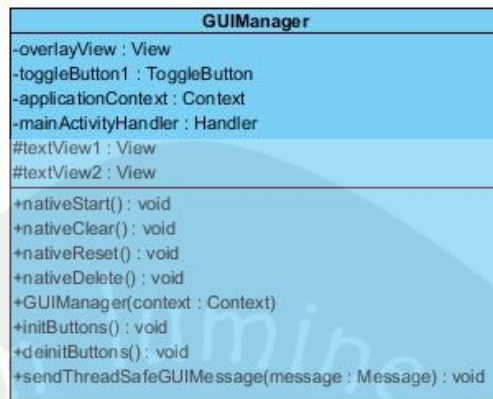 GUIManager
-overlayView : View
-toggleButton1 : ToggleButton
-applicationContext : Context
-mainActivityHandler : Handler
#textView1 : View
#textView2 : View
+nativeStart() : void
+nativeClear() : void
+nativeReset() : void
+nativeDelete() : void
+GUIManager(context : Context)
+initButtons() : void
+deinitButtons() : void
+sendThreadSafeGUIMessage(message : Message) : void